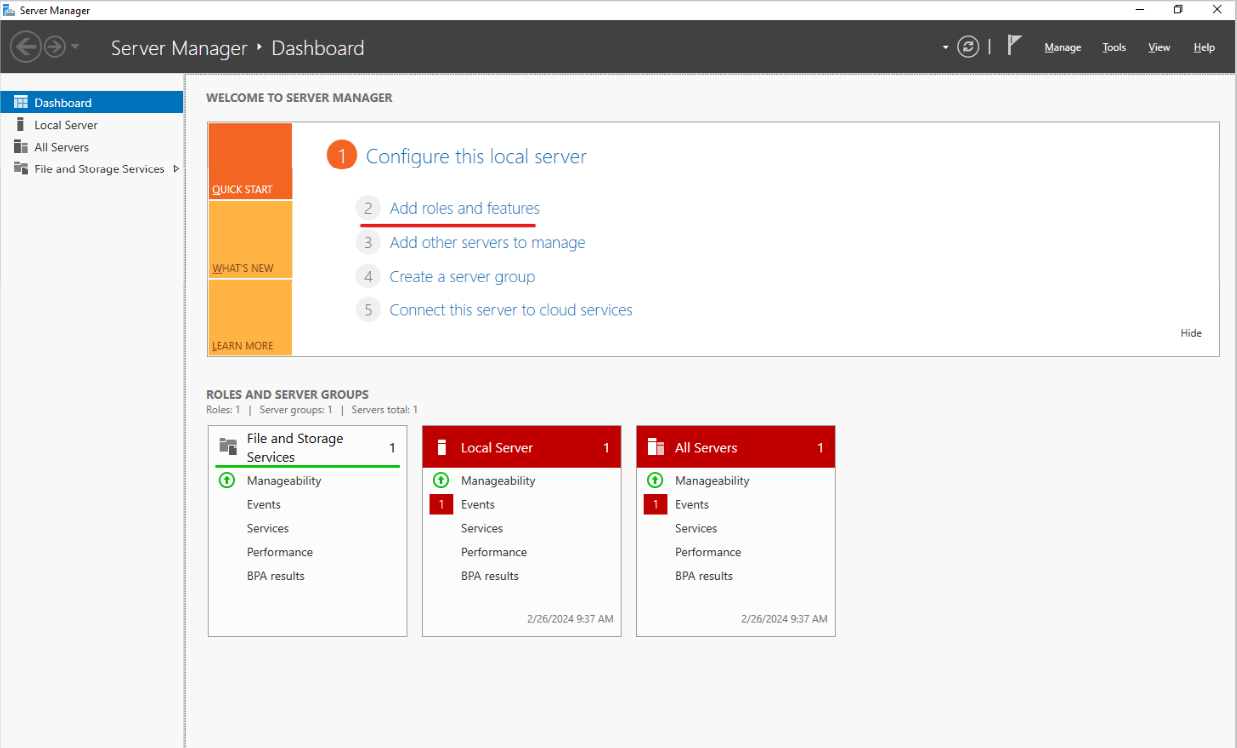 Server Manager
Server Manager ‣ Dashboard
Manage
Tools
View
Help
Dashboard
Local Server
All Servers
File and Storage Services
WELCOME TO SERVER MANAGER
QUICK START
WHAT'S NEW
LEARN MORE
1 Configure this local server
2 Add roles and features
3 Add other servers to manage
4 Create a server group
5 Connect this server to cloud services
Hide
ROLES AND SERVER GROUPS
Roles: 1 | Server groups: 1 | Servers total: 1
File and Storage
Services
1
Manageability
Events
Services
Performance
BPA results
Local Server 1
Manageability
1 Events
Services
Performance
BPA results
2/26/2024 9:37 AM
All Servers 1
Manageability
1 Events
Services
Performance
BPA results
2/26/2024 9:37 AM